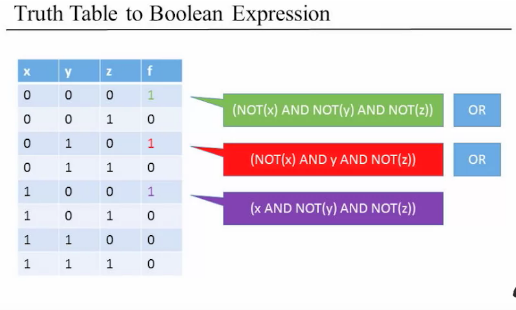 Truth Table to Boolean Expression
x y z f
0 0 0 1
0 0 1 0
0 1 0 1
0 1 1 0
1 0 0 1
1 0 1 0
1 1 0 0
1 1 1 0
(NOT(x) AND NOT(y) AND NOT(z)) OR
(NOT(x) AND y AND NOT(z)) OR
(x AND NOT(y) AND NOT(z))